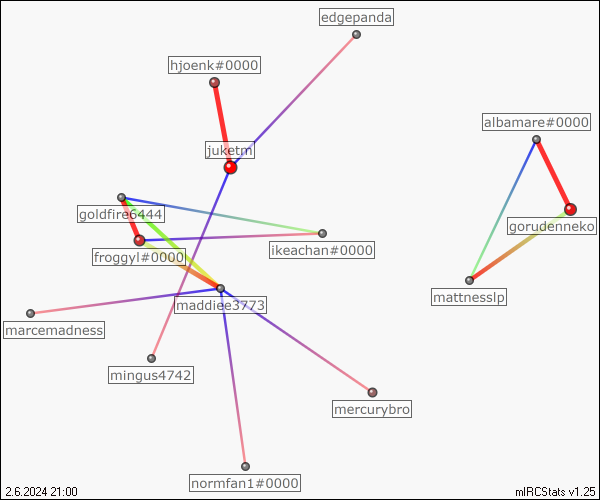 edgepanda
hjoenk#0000
albamare#0000
juketm
goldfire6444
gorudenneko
froggyl#0000
ikeachan#0000
mattnesslp
maddiee3773
marcemadness
mingus4742
mercurybro
normfan1#0000
2.6.2024 21:00
mIRCStats v1.25